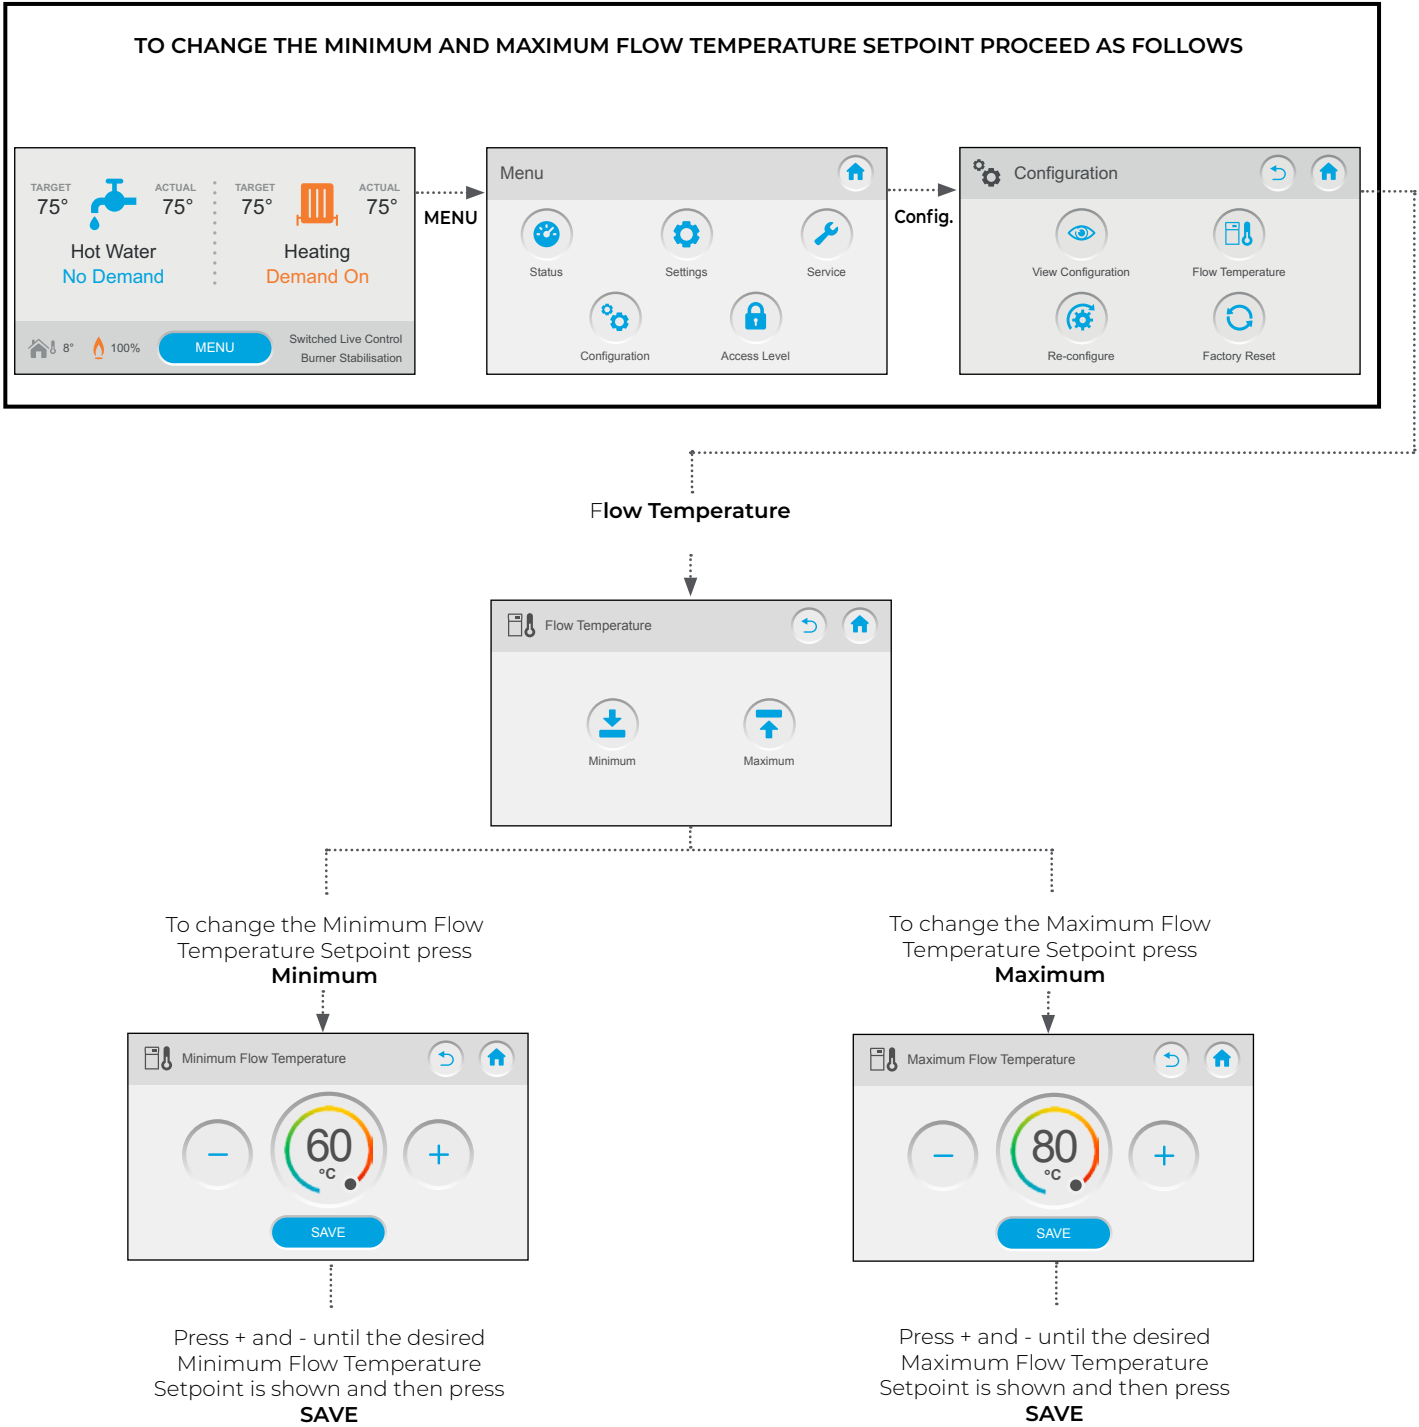 TO CHANGE THE MINIMUM AND MAXIMUM FLOW TEMPERATURE SETPOINT PROCEED AS FOLLOWS
TARGET
75°
ACTUAL
75°
Hot Water
No Demand
TARGET
75°
ACTUAL
75°
Heating
Demand On
8°
100%
MENU
Switched Live Control
Burner Stabilisation
MENU
Menu
Status
Settings
Service
Configuration
Access Level
Config.
Configuration
View Configuration
Flow Temperature
Re-configure
Factory Reset
Flow Temperature
Flow Temperature
Minimum
Maximum
To change the Minimum Flow
Temperature Setpoint press
Minimum
Minimum Flow Temperature
−
60
°C
+
SAVE
Press + and - until the desired
Minimum Flow Temperature
Setpoint is shown and then press
SAVE
To change the Maximum Flow
Temperature Setpoint press
Maximum
Maximum Flow Temperature
−
80
°C
+
SAVE
Press + and - until the desired
Maximum Flow Temperature
Setpoint is shown and then press
SAVE